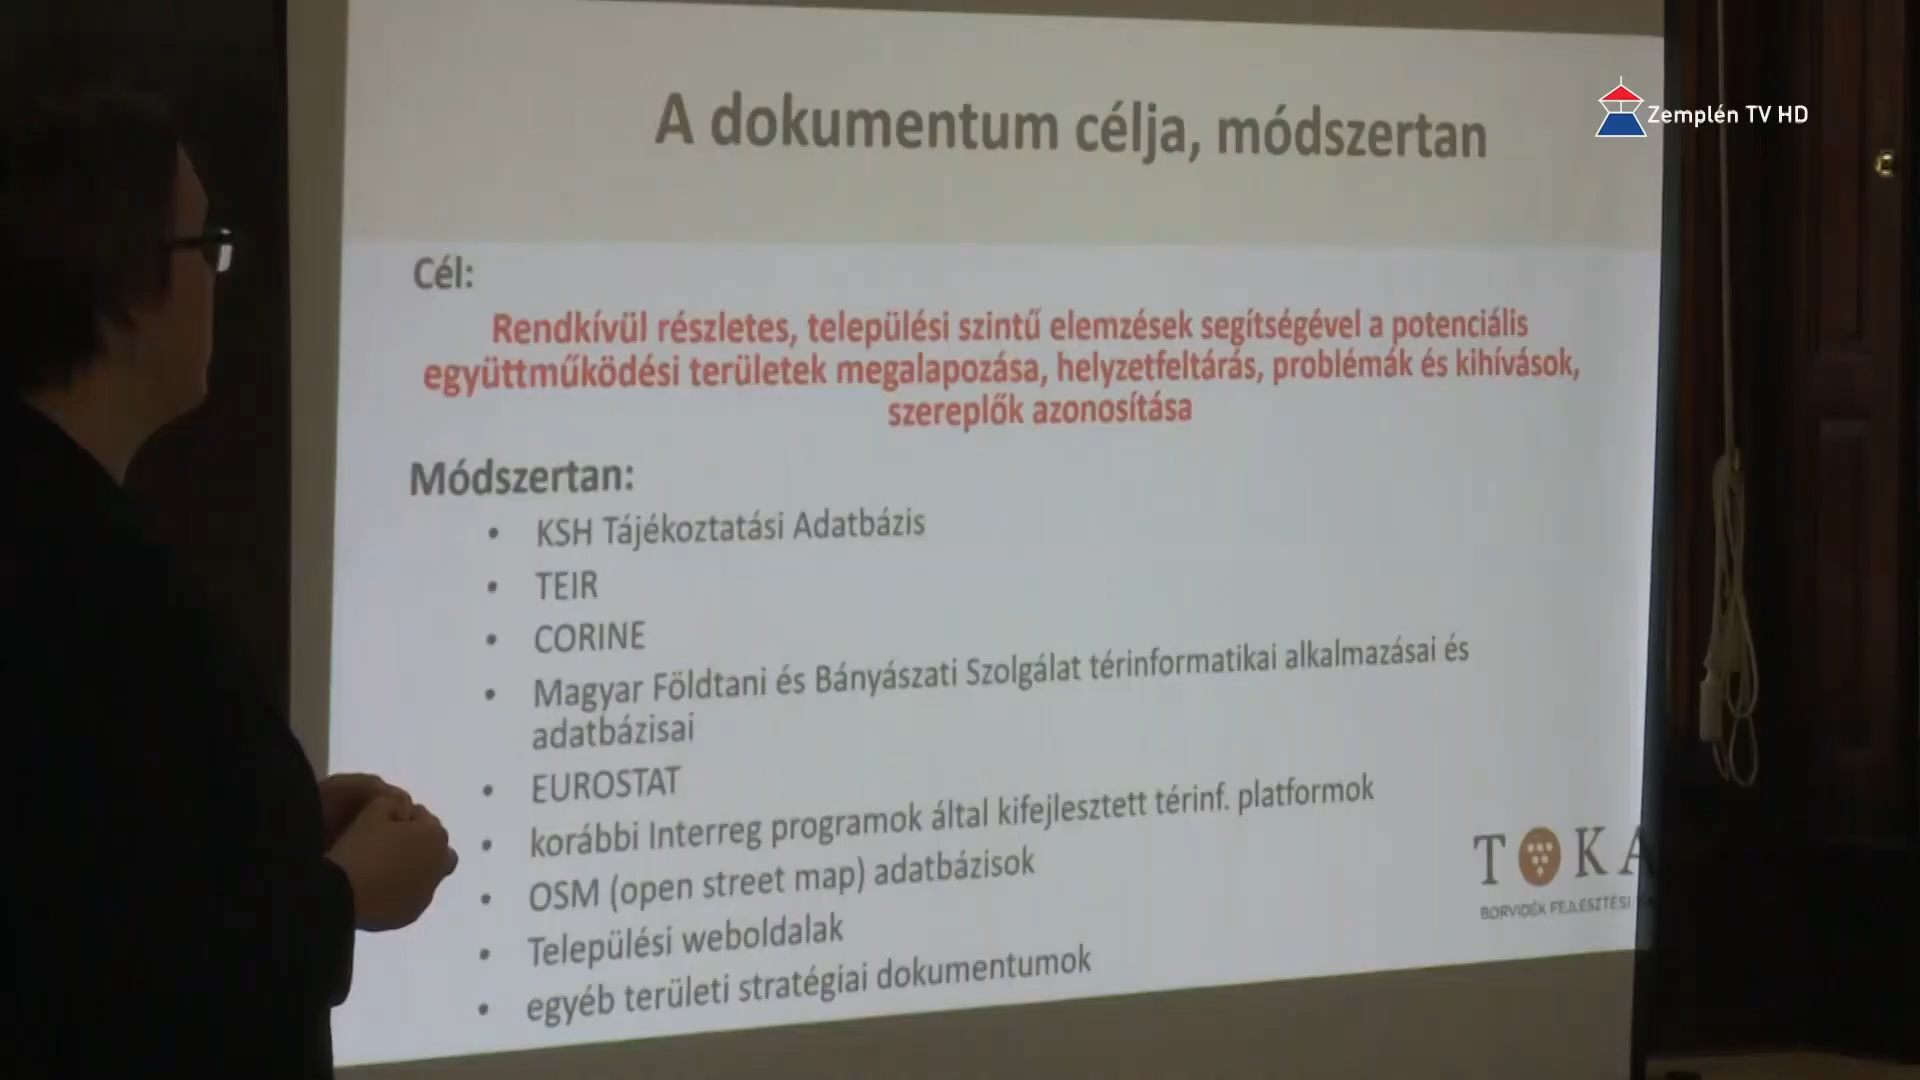 A dokumentum célja, módszertan
Zemplén TV HD
Cél:
Rendkívül részletes, települési szintű elemzések segítségével a potenciális
együttműködési területek megalapozása, helyzetfeltárás, problémák és kihívások,
szereplők azonosítása
Módszertan:
• KSH Tájékoztatási Adatbázis
• TEIR
• CORINE
• Magyar Földtani és Bányászati Szolgálat térinformatikai alkalmazásai és
adatbázisai
• EUROSTAT
• korábbi Interreg programok által kifejlesztett térinf. platformok
• OSM (open street map) adatbázisok
• Települési weboldalak
• egyéb területi stratégiai dokumentumok
TOKA
BORVIDÉK FEJLESZTÉSI